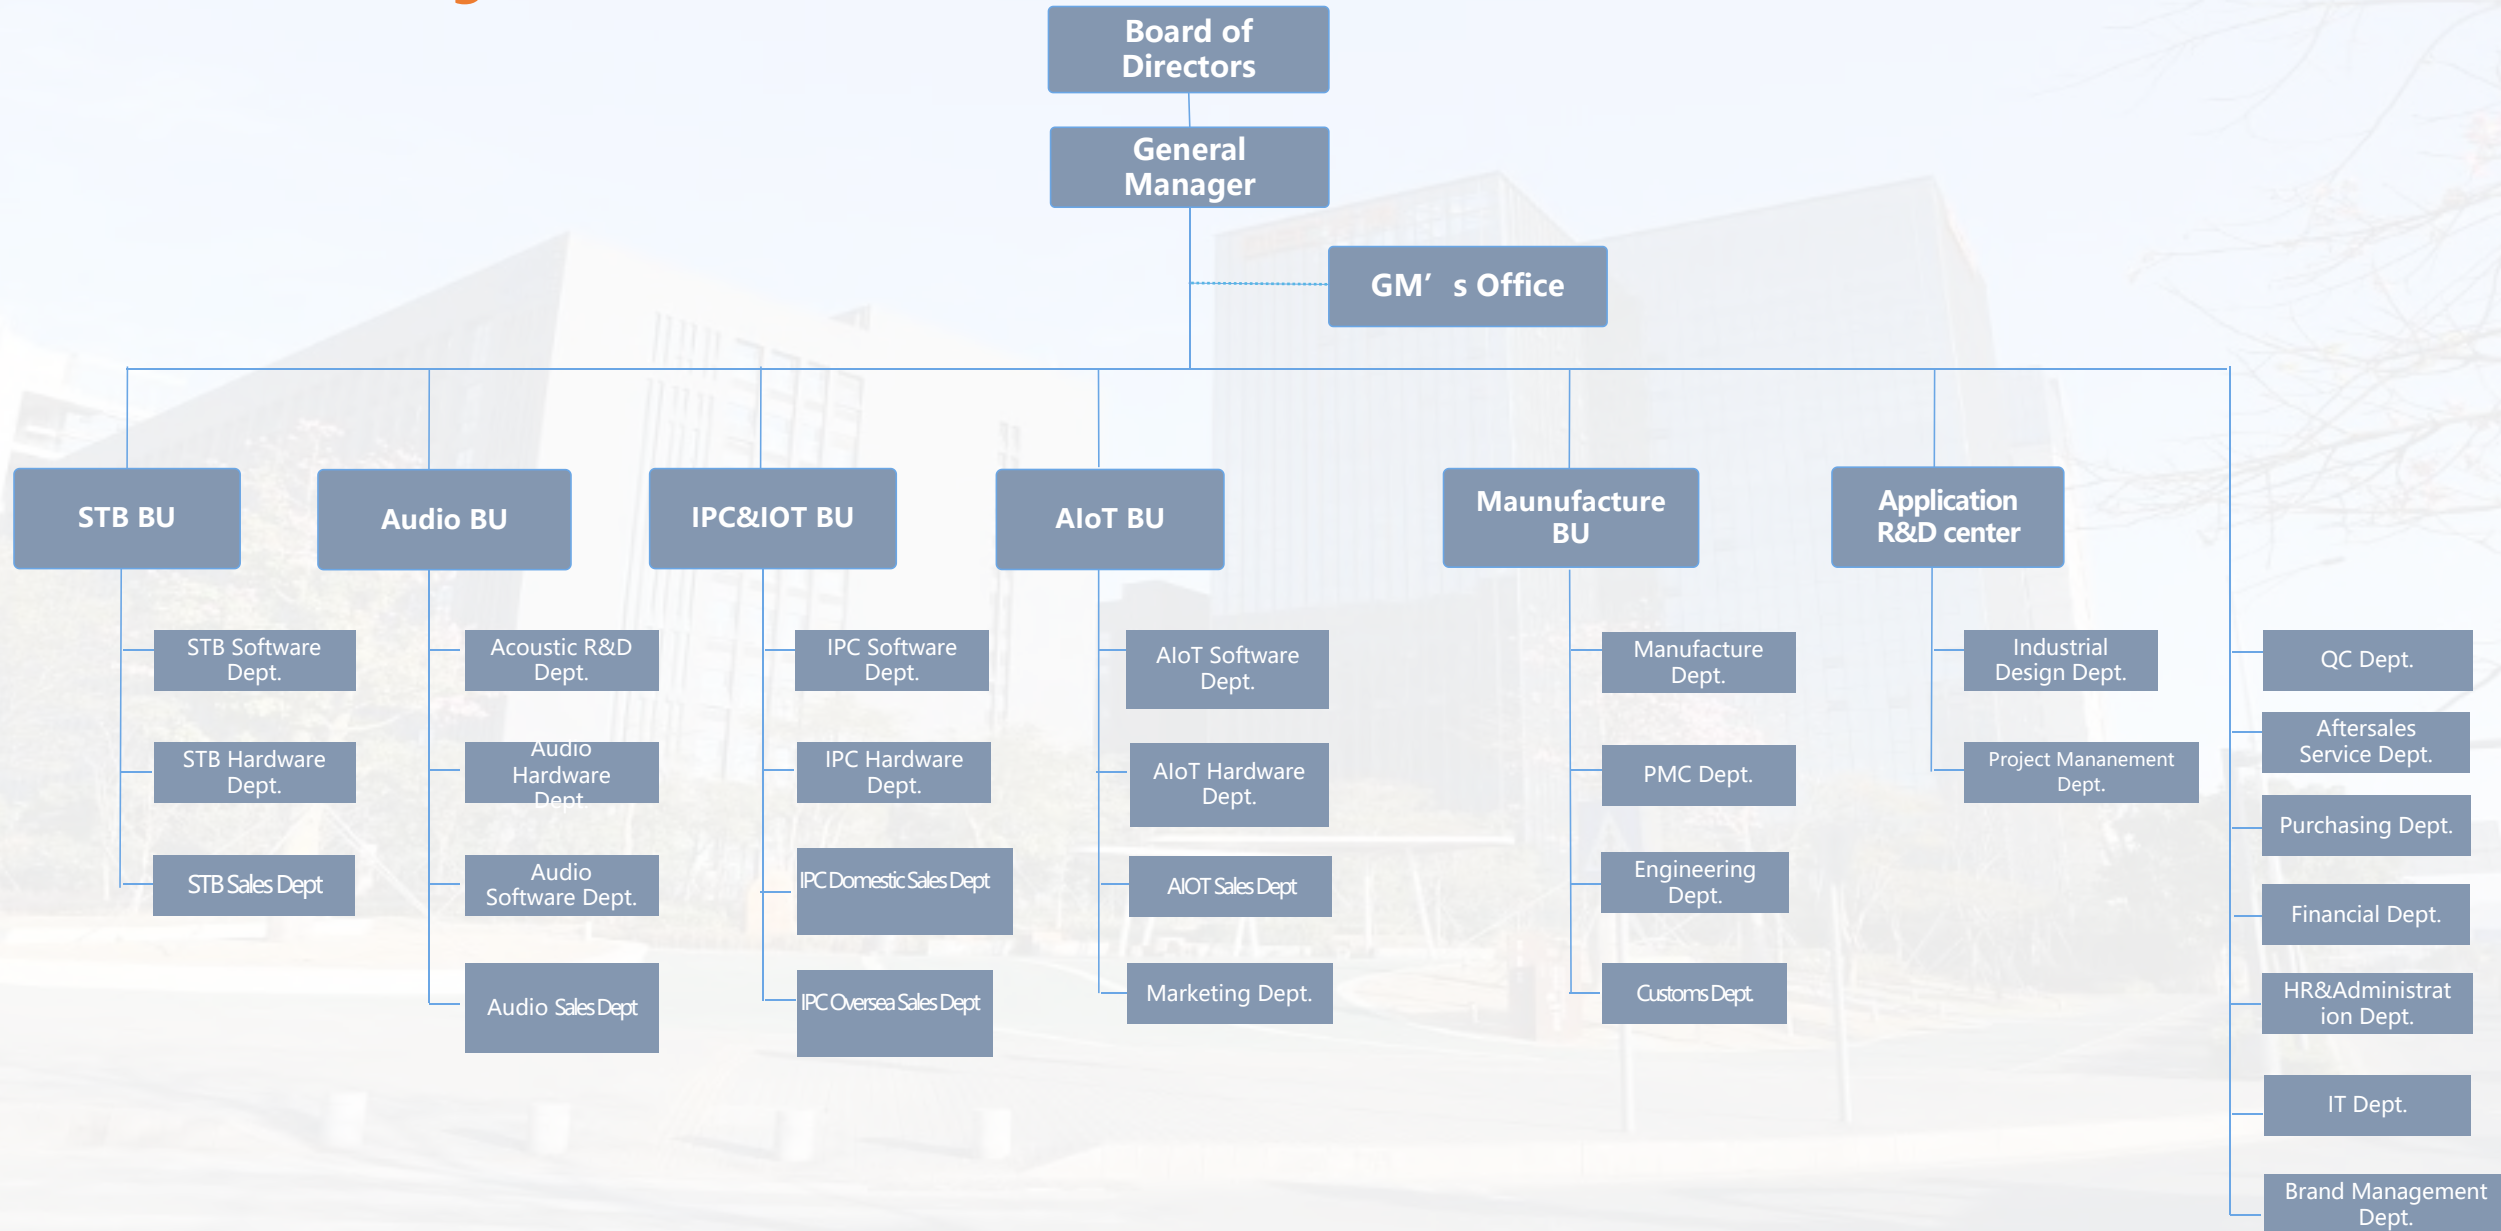 Board of
Directors
General
Manager
GM’ s Office
STB BU
Audio BU
IPC&IOT BU
AIoT BU
Maunufacture
BU
Application
R&D center
STB Software
Dept.
STB Hardware
Dept.
STB Sales Dept
Acoustic R&D
Dept.
Audio
Hardware
Dept.
Audio
Software Dept.
Audio Sales Dept
IPC Software
Dept.
IPC Hardware
Dept.
IPC Domestic Sales Dept
IPC Oversea Sales Dept
AIoT Software
Dept.
AIoT Hardware
Dept.
AIOT Sales Dept
Marketing Dept.
Manufacture
Dept.
PMC Dept.
Engineering
Dept.
Customs Dept.
Industrial
Design Dept.
Project Mananement
Dept.
QC Dept.
Aftersales
Service Dept.
Purchasing Dept.
Financial Dept.
HR&Administrat
ion Dept.
IT Dept.
Brand Management
Dept.